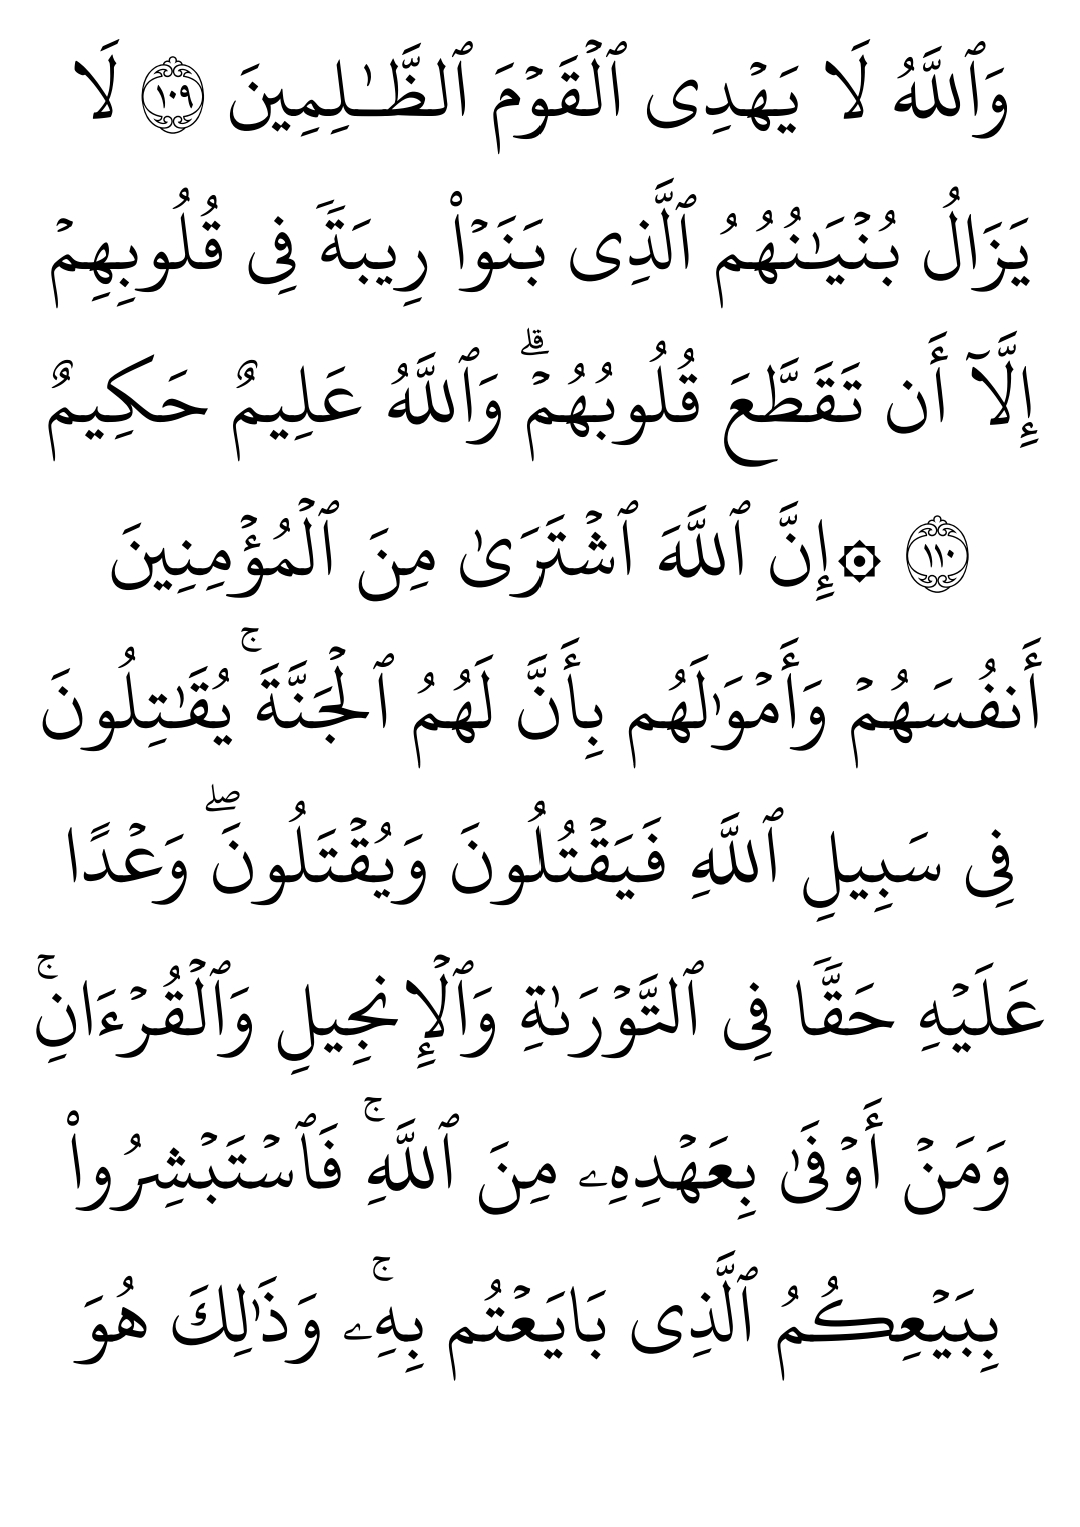 وَٱللَّهُ لَا يَهۡدِى ٱلۡقَوۡمَ ٱلظَّـٰلِمِينَ ١٠٩ لَا
يَزَالُ بُنۡيَـٰنُهُمُ ٱلَّذِى بَنَوۡا۟ رِيبَةً فِى قُلُوبِهِمۡ
إِلَّآ أَن تَقَطَّعَ قُلُوبُهُمۡۗ وَٱللَّهُ عَلِيمٌ حَكِيمٌ
١١٠ ۞إِنَّ ٱللَّهَ ٱشۡتَرَىٰ مِنَ ٱلۡمُؤۡمِنِينَ
أَنفُسَهُمۡ وَأَمۡوَٰلَهُم بِأَنَّ لَهُمُ ٱلۡجَنَّةَۚ يُقَـٰتِلُونَ
فِى سَبِيلِ ٱللَّهِ فَيَقۡتُلُونَ وَيُقۡتَلُونَۖ وَعۡدًا
عَلَيۡهِ حَقًّا فِى ٱلتَّوۡرَىٰةِ وَٱلۡإِنجِيلِ وَٱلۡقُرۡءَانِۚ
وَمَنۡ أَوۡفَىٰ بِعَهۡدِهِۦ مِنَ ٱللَّهِۚ فَٱسۡتَبۡشِرُوا۟
بِبَيۡعِكُمُ ٱلَّذِى بَايَعۡتُم بِهِۦۚ وَذَٰلِكَ هُوَ